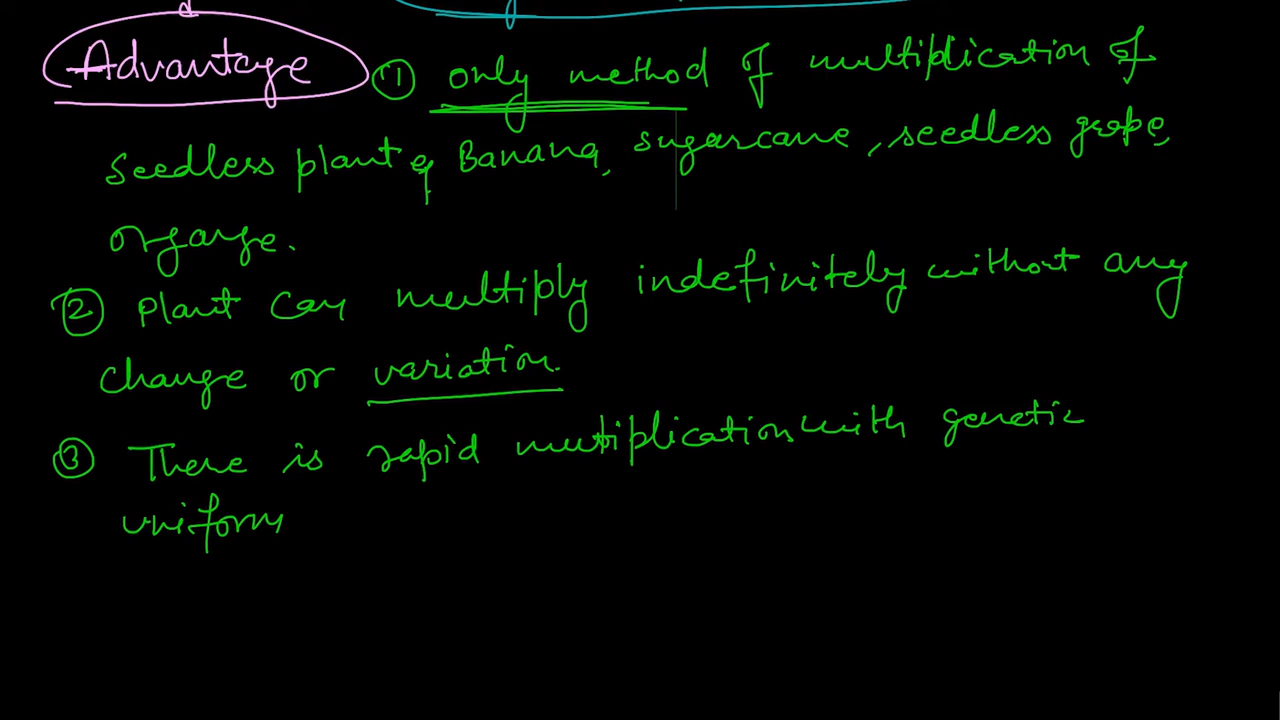 Advantage ① only method of multiplication of
Seedless plant eg Banana, sugarcane, seedless grape,
organge.
② Plant can multiply indefinitely without any
change or variation.
③ There is rapid multiplication with genetic
uniform